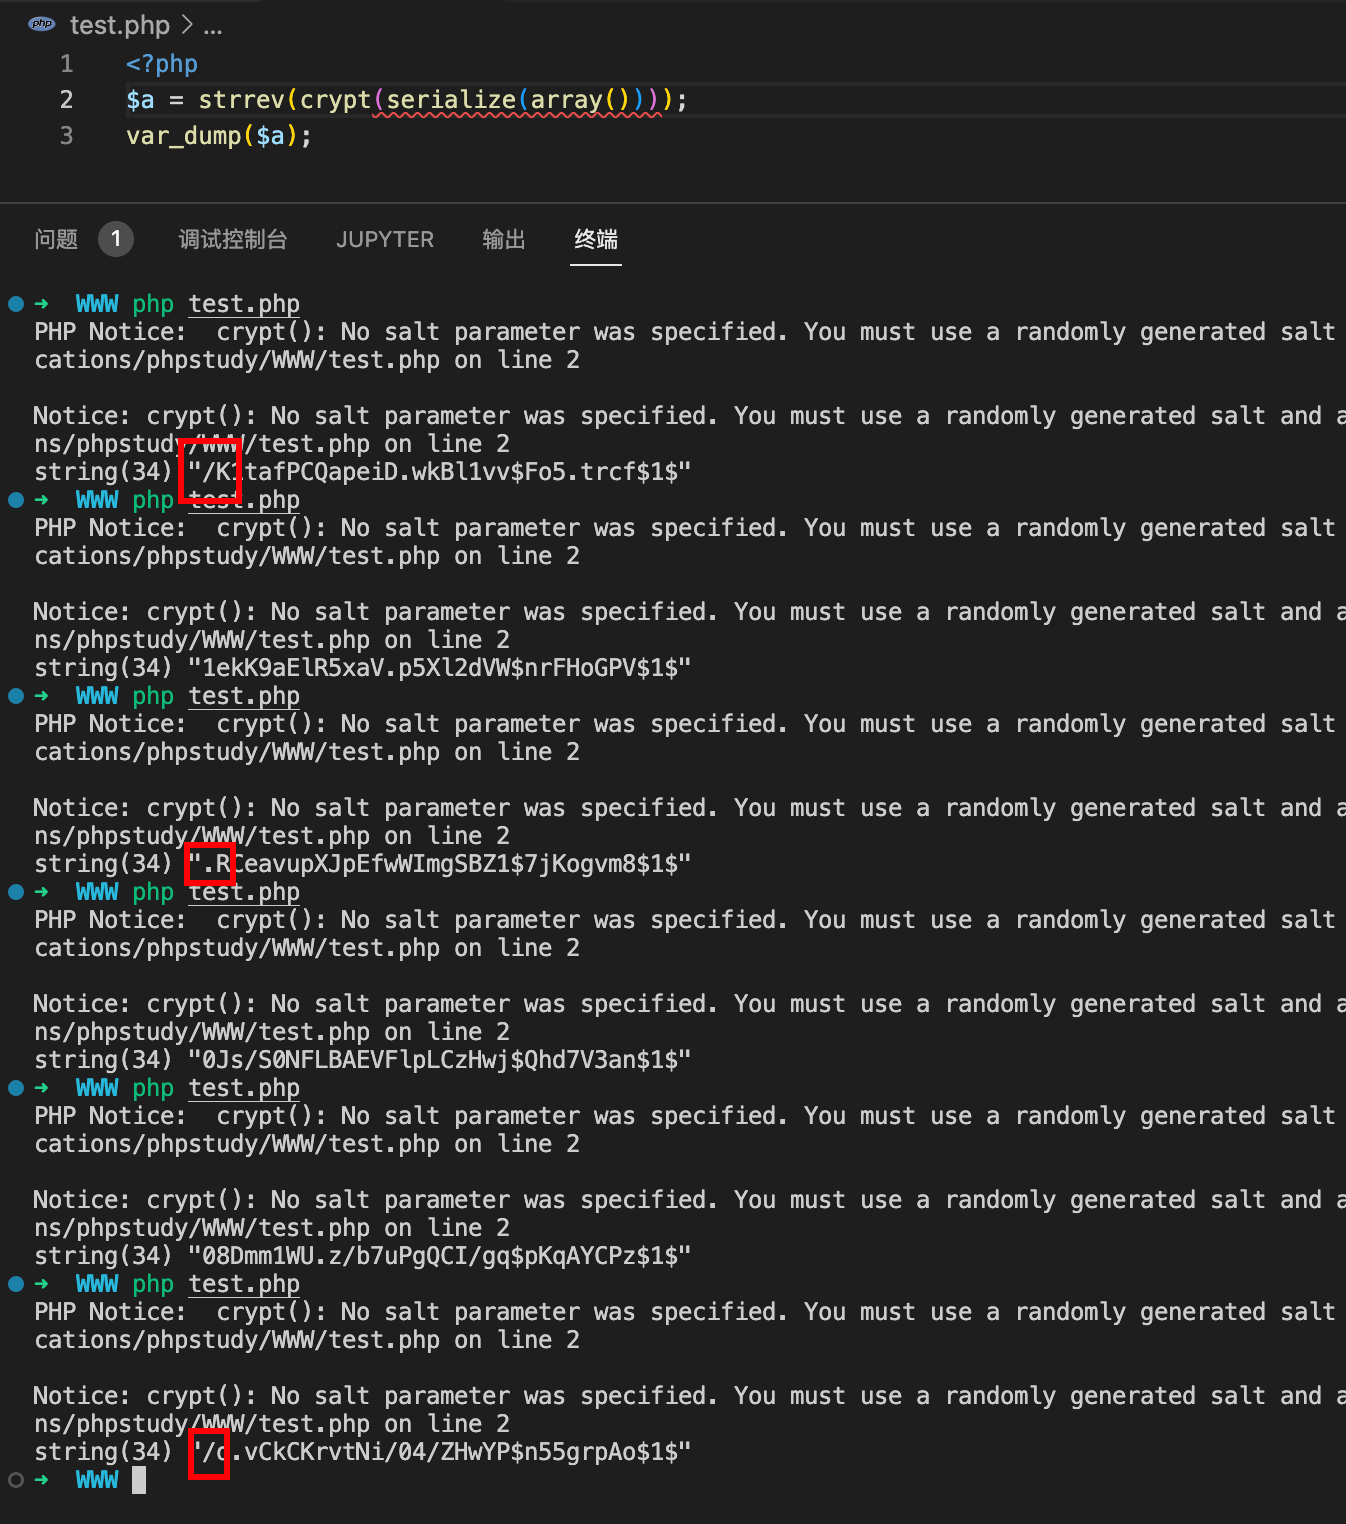 php test.php > ...
1 <?php
2 $a = strrev(crypt(serialize(array())));
3 var_dump($a);
问题 1 调试控制台 JUPYTER 输出 终端
➜ WWW php test.php
PHP Notice:  crypt(): No salt parameter was specified. You must use a randomly generated salt
cations/phpstudy/WWW/test.php on line 2
Notice: crypt(): No salt parameter was specified. You must use a randomly generated salt and a
ns/phpstudy/WWW/test.php on line 2
string(34) "/K1tafPCQapeiD.wkBl1vv$Fo5.trcf$1$"
➜ WWW php test.php
PHP Notice:  crypt(): No salt parameter was specified. You must use a randomly generated salt
cations/phpstudy/WWW/test.php on line 2
Notice: crypt(): No salt parameter was specified. You must use a randomly generated salt and a
ns/phpstudy/WWW/test.php on line 2
string(34) "1ekK9aElR5xaV.p5Xl2dVW$nrFHoGPV$1$"
➜ WWW php test.php
PHP Notice:  crypt(): No salt parameter was specified. You must use a randomly generated salt
cations/phpstudy/WWW/test.php on line 2
Notice: crypt(): No salt parameter was specified. You must use a randomly generated salt and a
ns/phpstudy/WWW/test.php on line 2
string(34) ".RCeavupXJpEfwWImgSBZ1$7jKogvm8$1$"
➜ WWW php test.php
PHP Notice:  crypt(): No salt parameter was specified. You must use a randomly generated salt
cations/phpstudy/WWW/test.php on line 2
Notice: crypt(): No salt parameter was specified. You must use a randomly generated salt and a
ns/phpstudy/WWW/test.php on line 2
string(34) "0Js/S0NFLBAEVFlpLCzHwj$Qhd7V3an$1$"
➜ WWW php test.php
PHP Notice:  crypt(): No salt parameter was specified. You must use a randomly generated salt
cations/phpstudy/WWW/test.php on line 2
Notice: crypt(): No salt parameter was specified. You must use a randomly generated salt and a
ns/phpstudy/WWW/test.php on line 2
string(34) "08Dmm1WU.z/b7uPgQCI/gq$pKqAYCPz$1$"
➜ WWW php test.php
PHP Notice:  crypt(): No salt parameter was specified. You must use a randomly generated salt
cations/phpstudy/WWW/test.php on line 2
Notice: crypt(): No salt parameter was specified. You must use a randomly generated salt and a
ns/phpstudy/WWW/test.php on line 2
string(34)
➜ WWW